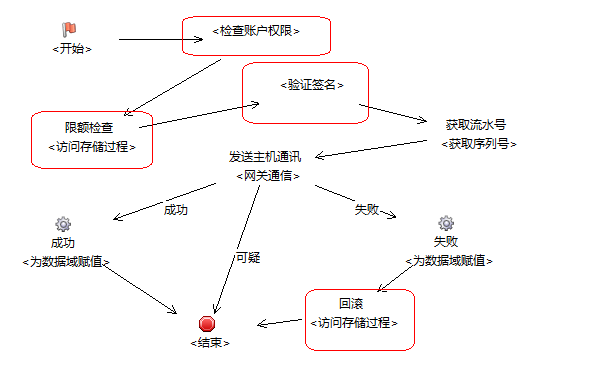 <开始>
<检查账户权限>
<验证签名>
限额检查
<访问存储过程>
获取流水号
<获取序列号>
发送主机通讯
<网关通信>
成功
失败
可疑
成功
<为数据域赋值>
失败
<为数据域赋值>
回滚
<访问存储过程>
<结束>